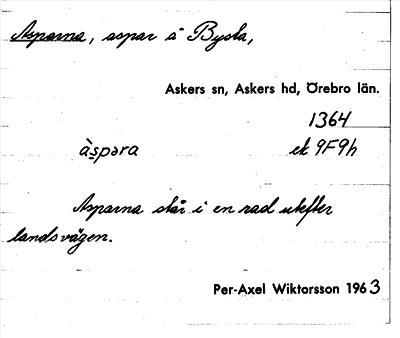 Asparna, aspar å Bysta,
Askers sn, Askers hd, Örebro län.
1364
àspəra ek 9F9h
Asparna står i en rad utefter
landsvägen.
Per-Axel Wiktorsson 1963